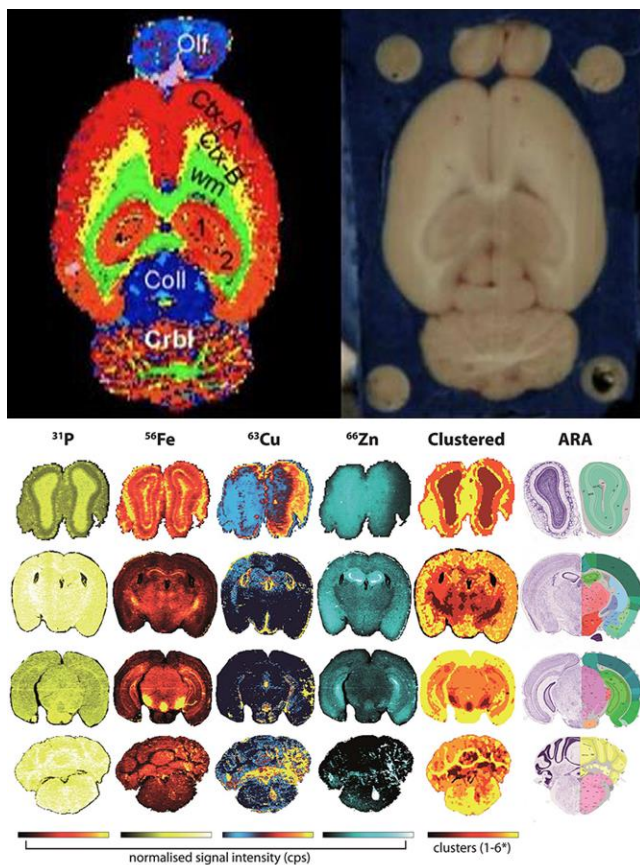 Olf
Ctx-A
Ctx-B
wm
1
2
Coll
Crbl
³¹P ⁵⁶Fe ⁶³Cu ⁶⁶Zn Clustered ARA
normalised signal intensity (cps)
clusters (1-6*)